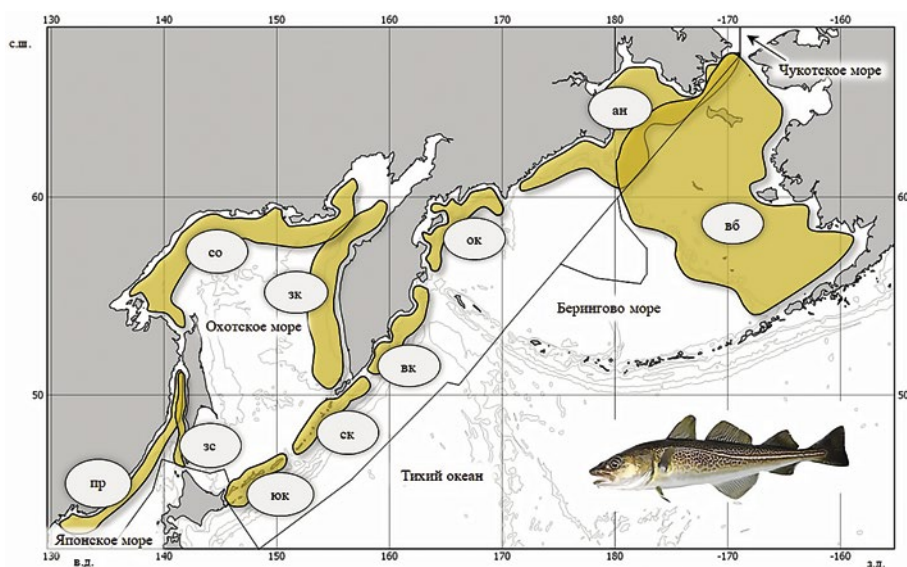 130 140 150 160 170 180 -170 -160
с.ш.
Чукотское море
ан
60 60
вб
со
ок
зк
Берингово море
Охотское море
вк
50 50
ск
зс
Тихий океан
пр
юк
Японское море
130 140 150 160 170 180 -170 -160
в.д. з.д.